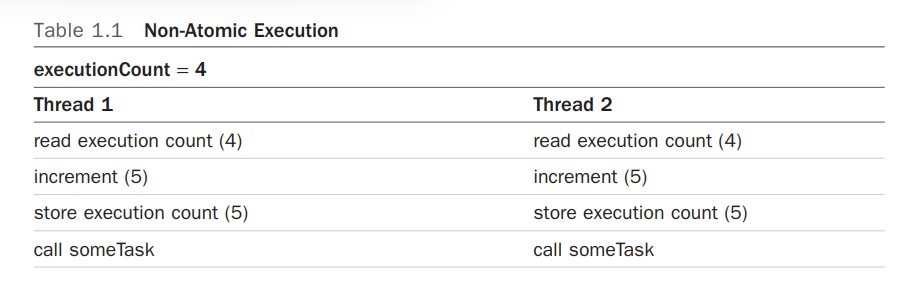 Table 1.1 Non-Atomic Execution
executionCount = 4
Thread 1 Thread 2
read execution count (4) read execution count (4)
increment (5) increment (5)
store execution count (5) store execution count (5)
call someTask call someTask